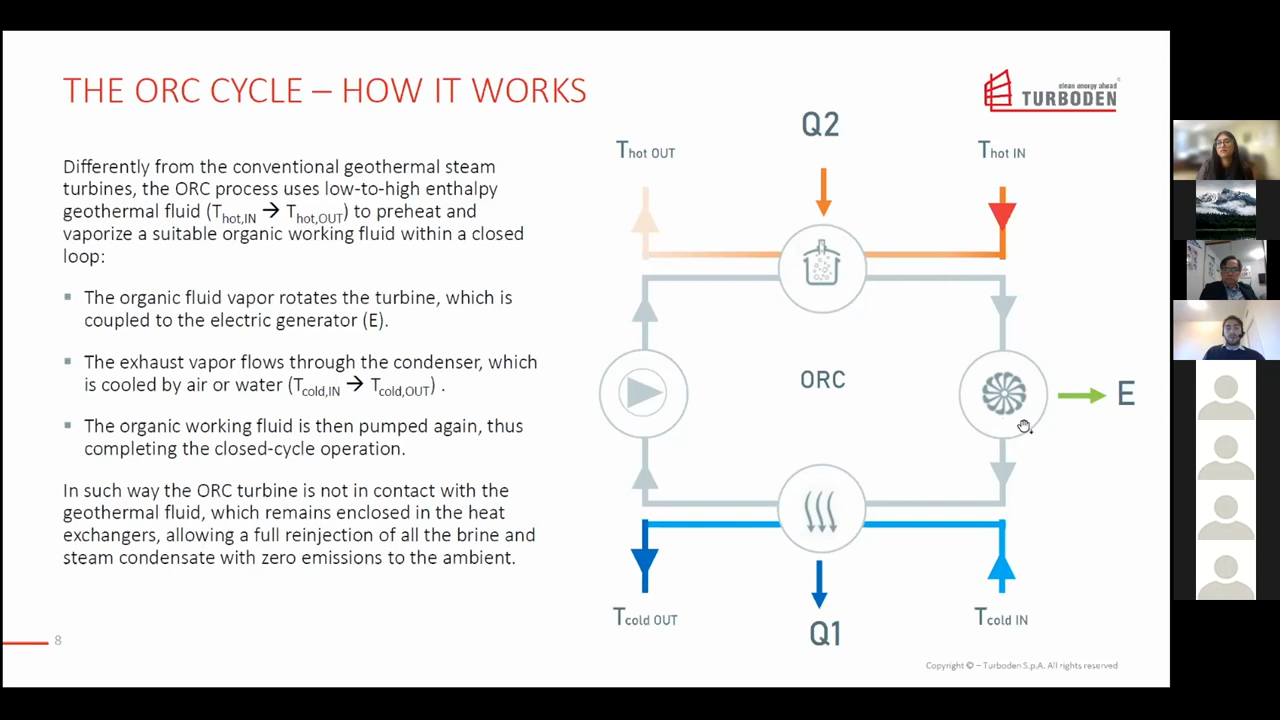 THE ORC CYCLE – HOW IT WORKS
clean energy ahead
TURBODEN
Differently from the conventional geothermal steam
turbines, the ORC process uses low-to-high enthalpy
geothermal fluid (Thot,IN → Thot,OUT) to preheat and
vaporize a suitable organic working fluid within a closed
loop:
▪ The organic fluid vapor rotates the turbine, which is
coupled to the electric generator (E).
▪ The exhaust vapor flows through the condenser, which
is cooled by air or water (Tcold,IN → Tcold,OUT) .
▪ The organic working fluid is then pumped again, thus
completing the closed-cycle operation.
In such way the ORC turbine is not in contact with the
geothermal fluid, which remains enclosed in the heat
exchangers, allowing a full reinjection of all the brine and
steam condensate with zero emissions to the ambient.
Q2
Thot OUT
Thot IN
ORC
E
Tcold OUT
Tcold IN
Q1
8
Copyright © – Turboden S.p.A. All rights reserved